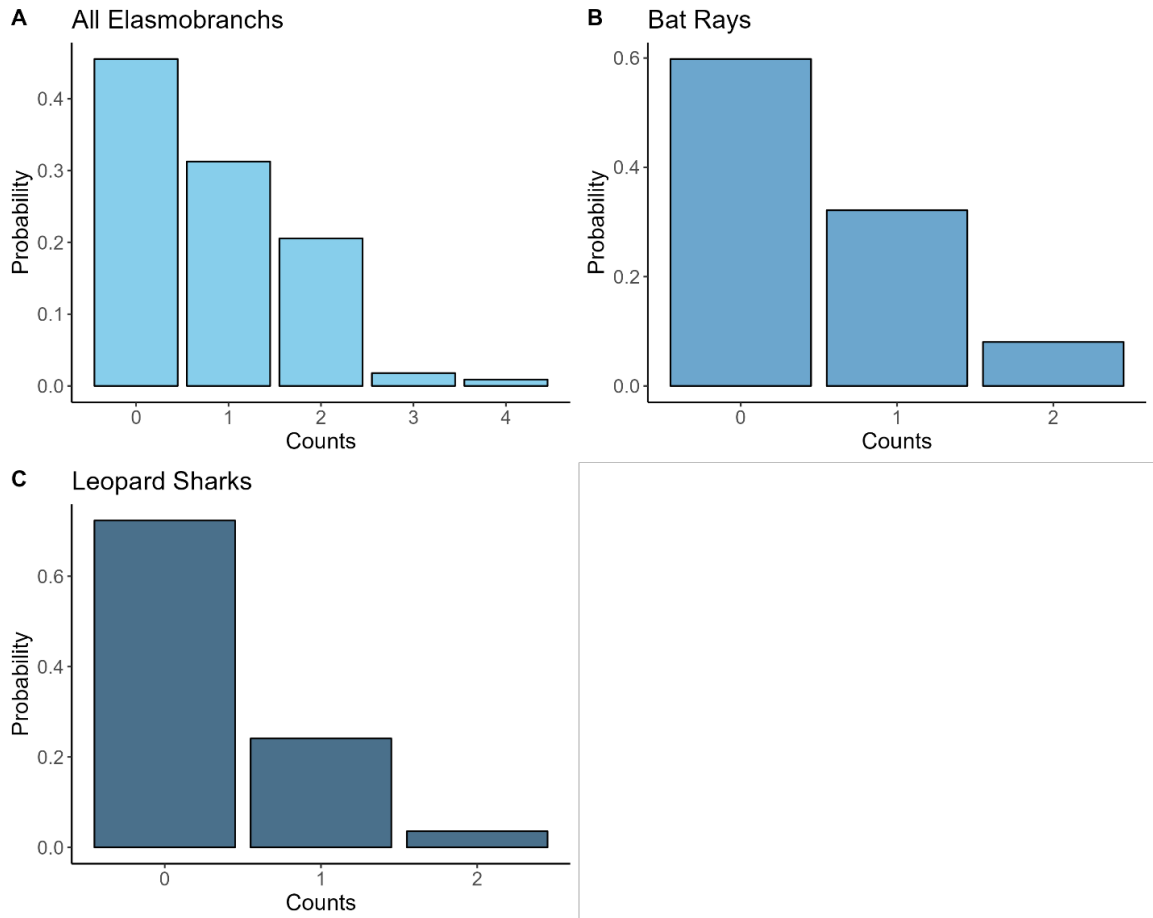 A All Elasmobranchs
Probability
0.4
0.3
0.2
0.1
0.0
0 1 2 3 4
Counts
B Bat Rays
Probability
0.6
0.4
0.2
0.0
0 1 2
Counts
C Leopard Sharks
Probability
0.6
0.4
0.2
0.0
0 1 2
Counts